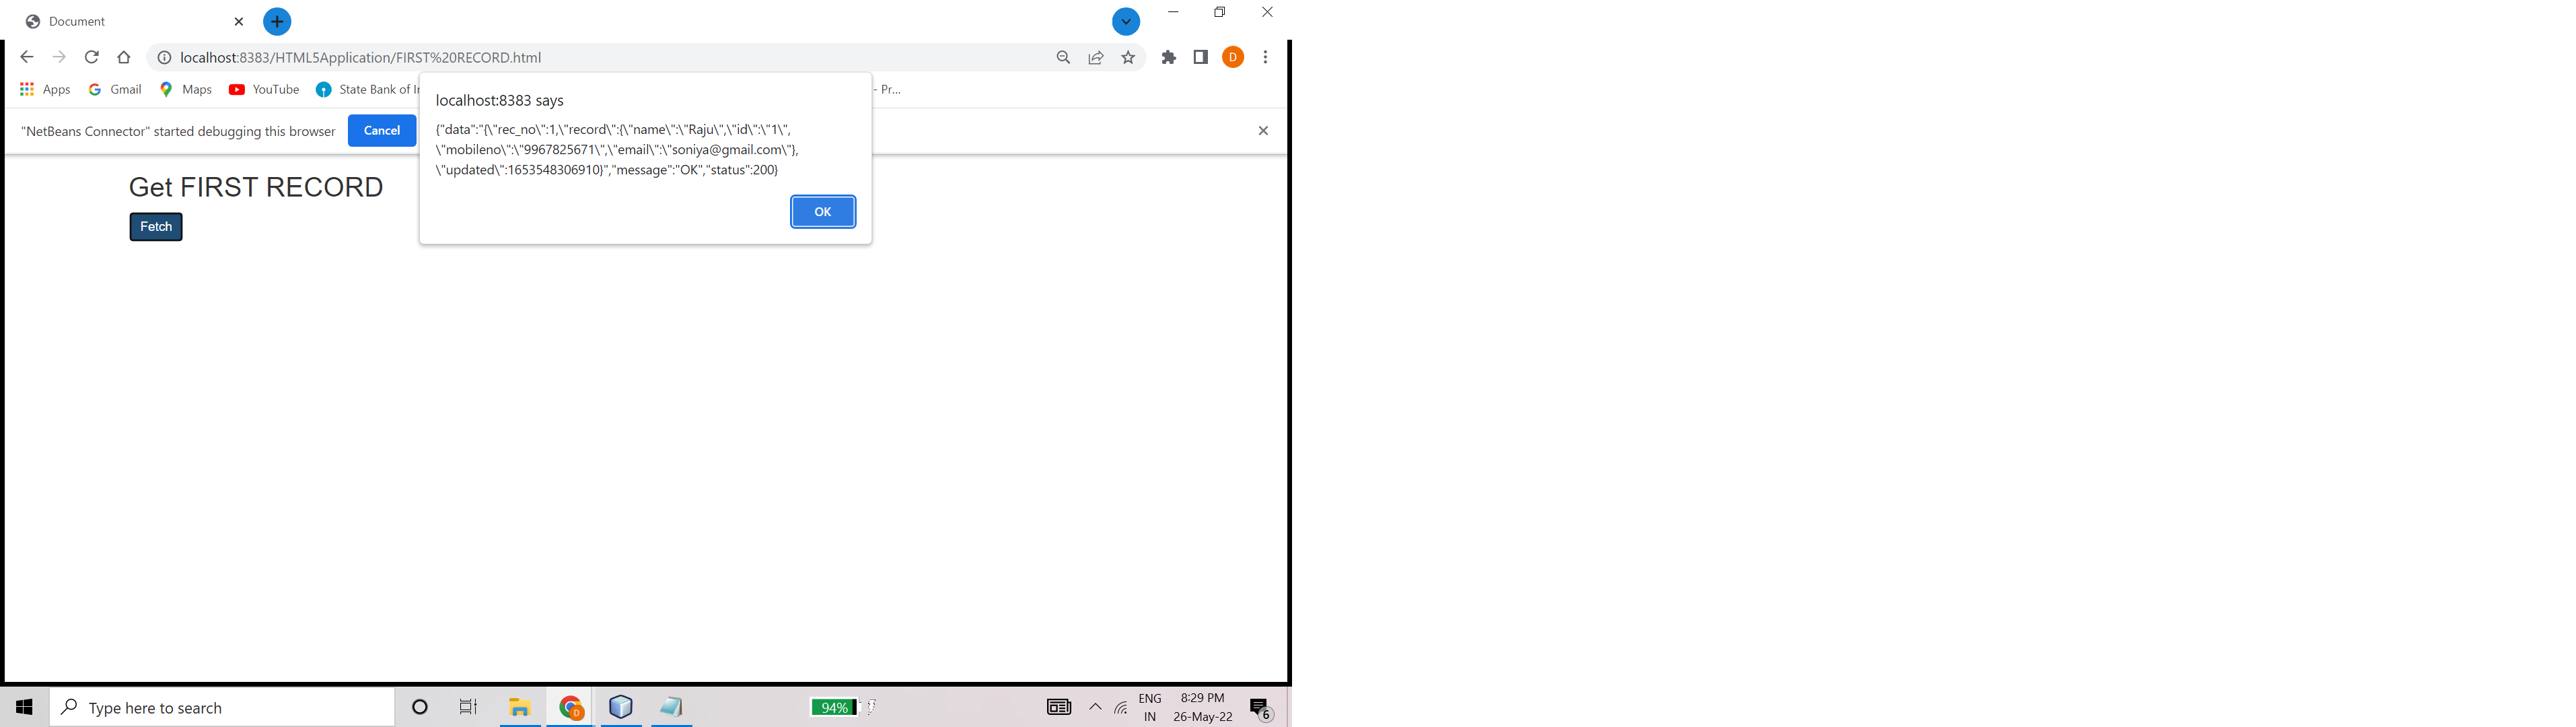 Document
localhost:8383/HTML5Application/FIRST%20RECORD.html
D
Apps Gmail Maps YouTube State Bank of - Pr...
"NetBeans Connector" started debugging this browser Cancel
localhost:8383 says
{"data":"{\"rec_no\":1,\"record\":{\"name\":\"Raju\",\"id\":\"1\",
\"mobileno\":\"9967825671\",\"email\":\"soniya@gmail.com\"},
\"updated\":1653548306910}","message":"OK","status":200}
OK
Get FIRST RECORD
Fetch
Type here to search
D
94%
ENG
IN
8:29 PM
26-May-22
6